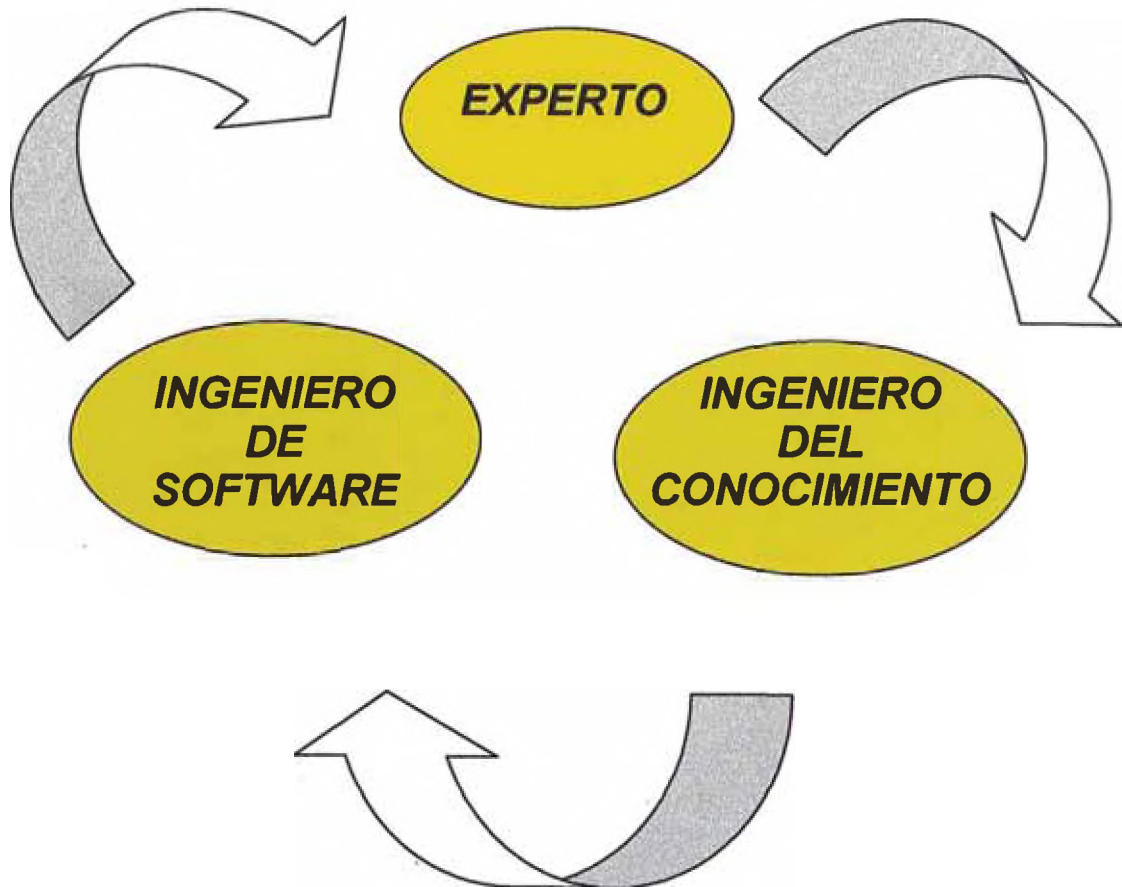 EXPERTO
INGENIERO
DE
SOFTWARE
INGENIERO
DEL
CONOCIMIENTO